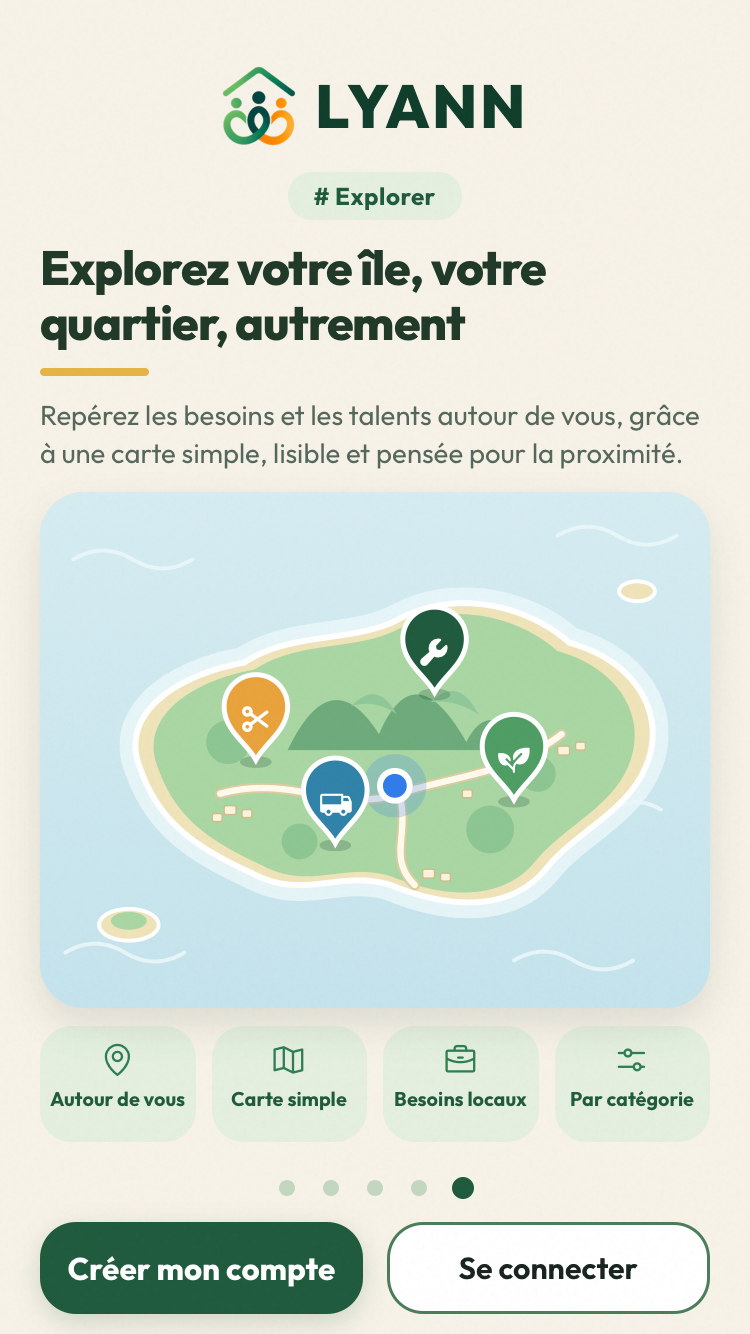 LYANN
# Explorer
Explorez votre île, votre
quartier, autrement
Repérez les besoins et les talents autour de vous, grâce
à une carte simple, lisible et pensée pour la proximité.
Autour de vous
Carte simple
Besoins locaux
Par catégorie
Créer mon compte
Se connecter